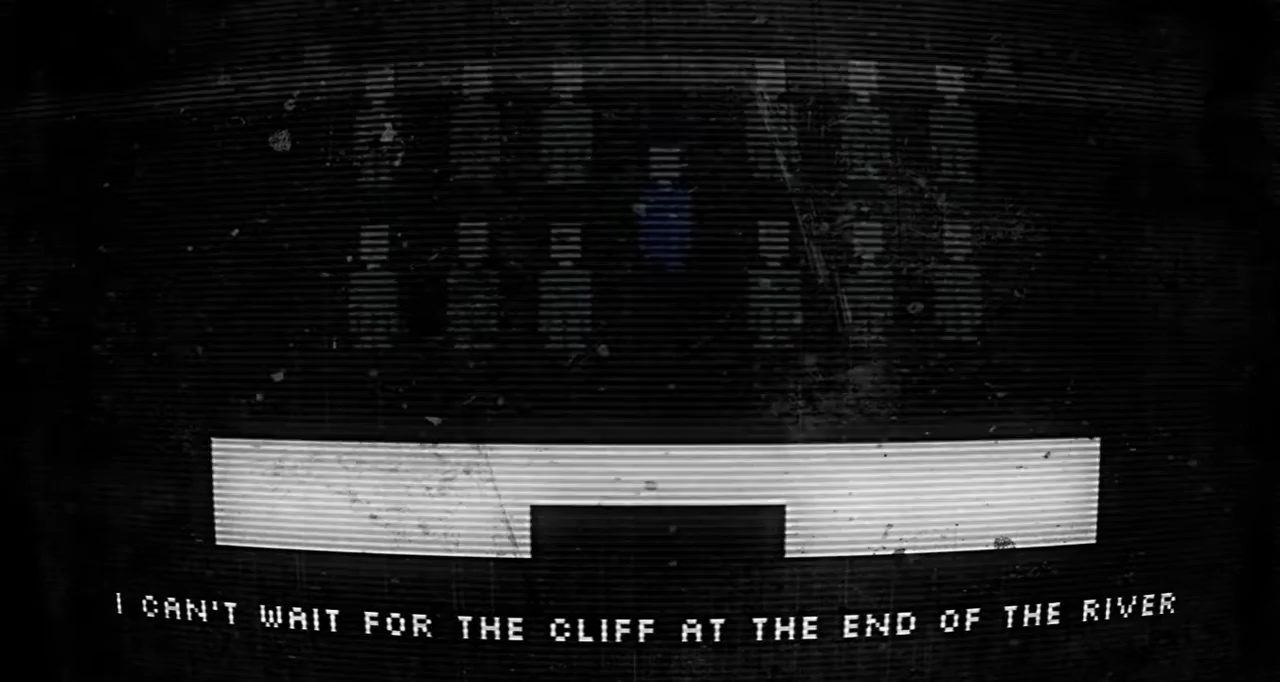 I CAN'T WAIT FOR THE CLIFF AT THE END OF THE RIVER